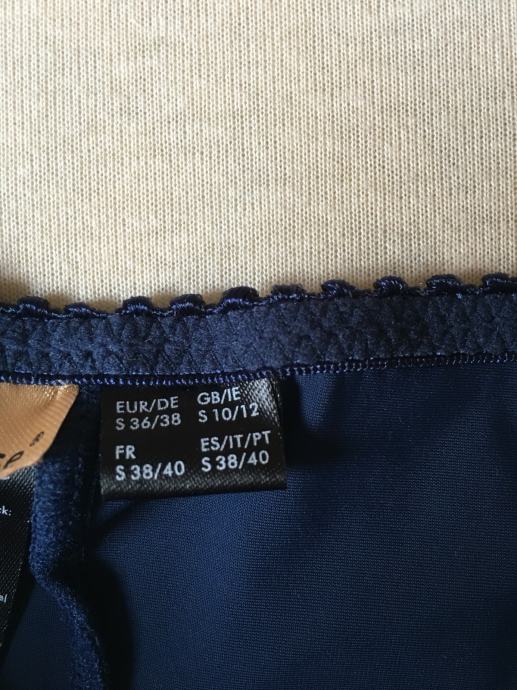 EUR/DE GB/IE
S 36/38 S 10/12
FR ES/IT/PT
S 38/40 S 38/40